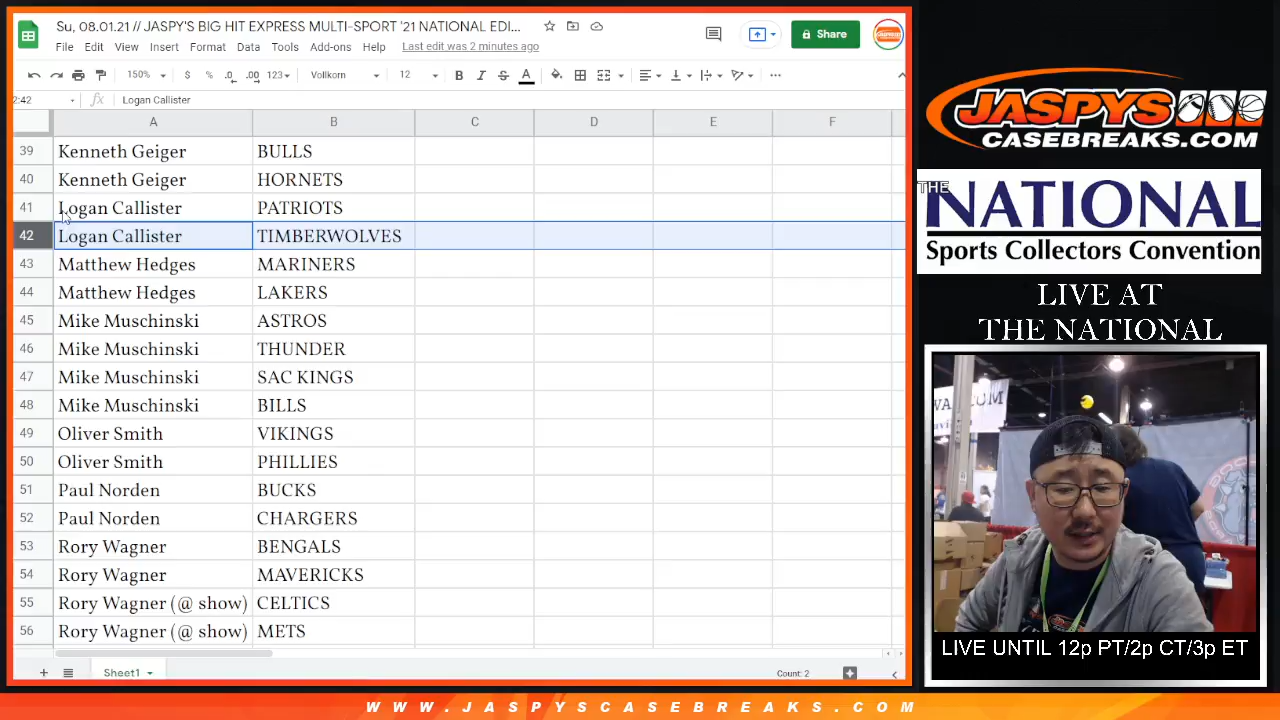 Su, 08.01.21 // JASPY'S BIG HIT EXPRESS MULTI-SPORT '21 NATIONAL EDI...
File Edit View Insert Format Data Tools Add-ons Help Last edit was 2 minutes ago
Share
150% $ % .0 .00 123 Vollkorn 12 B I S A
2:42 fx Logan Callister
A B C D E F
39 Kenneth Geiger BULLS
40 Kenneth Geiger HORNETS
41 Logan Callister PATRIOTS
42 Logan Callister TIMBERWOLVES
43 Matthew Hedges MARINERS
44 Matthew Hedges LAKERS
45 Mike Muschinski ASTROS
46 Mike Muschinski THUNDER
47 Mike Muschinski SAC KINGS
48 Mike Muschinski BILLS
49 Oliver Smith VIKINGS
50 Oliver Smith PHILLIES
51 Paul Norden BUCKS
52 Paul Norden CHARGERS
53 Rory Wagner BENGALS
54 Rory Wagner MAVERICKS
55 Rory Wagner (@ show) CELTICS
56 Rory Wagner (@ show) METS
Sheet1
Count: 2
JASPYS
CASEBREAKS.COM
THE
NATIONAL
Sports Collectors Convention
LIVE AT
THE NATIONAL
LIVE UNTIL 12p PT/2p CT/3p ET
WWW.JASPYSCASEBREAKS.COM